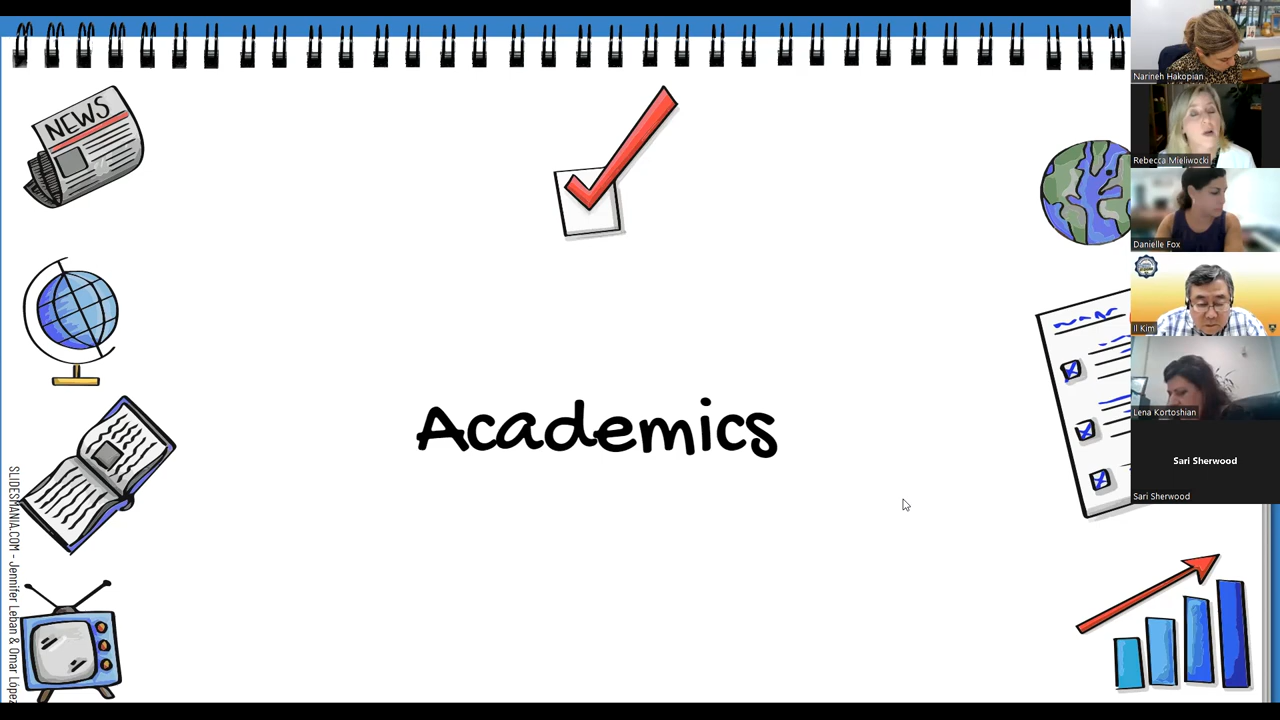 NEWS
Academics
SLIDESMANIA.COM - Jennifer Leban & Omar López
Narineh Hakopian
Rebecca Mieliwocki
Danielle Fox
Il Kim
Lena Kortoshian
Sari Sherwood
Sari Sherwood